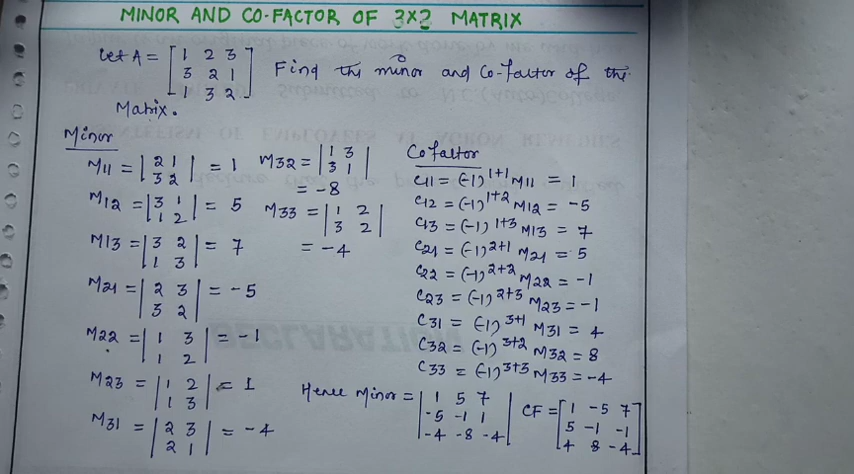 MINOR AND CO-FACTOR OF 3×2 MATRIX
Let A = [ 1 2 3
3 2 1
1 3 2 ] Find the minor and Co-factor of the
Matrix.
Minor
M11 = | 2 1
3 2 | = 1
M12 = | 3 1
1 2 | = 5
M13 = | 3 2
1 3 | = 7
M21 = | 2 3
3 2 | = -5
M22 = | 1 3
1 2 | = -1
M23 = | 1 2
1 3 | = 1
M31 = | 2 3
2 1 | = -4
M32 = | 1 3
3 1 |
= -8
M33 = | 1 2
3 2 |
= -4
Cofactor
C11 = (-1)^1+1 M11 = 1
C12 = (-1)^1+2 M12 = -5
C13 = (-1)^1+3 M13 = 7
C21 = (-1)^2+1 M21 = 5
C22 = (-1)^2+2 M22 = -1
C23 = (-1)^2+3 M23 = -1
C31 = (-1)^3+1 M31 = 4
C32 = (-1)^3+2 M32 = 8
C33 = (-1)^3+3 M33 = -4
Hence Minor = | 1 5 7
-5 -1 1
-4 -8 -4 |
CF = [ 1 -5 7
5 -1 -1
4 8 -4 ]
DECLARATION